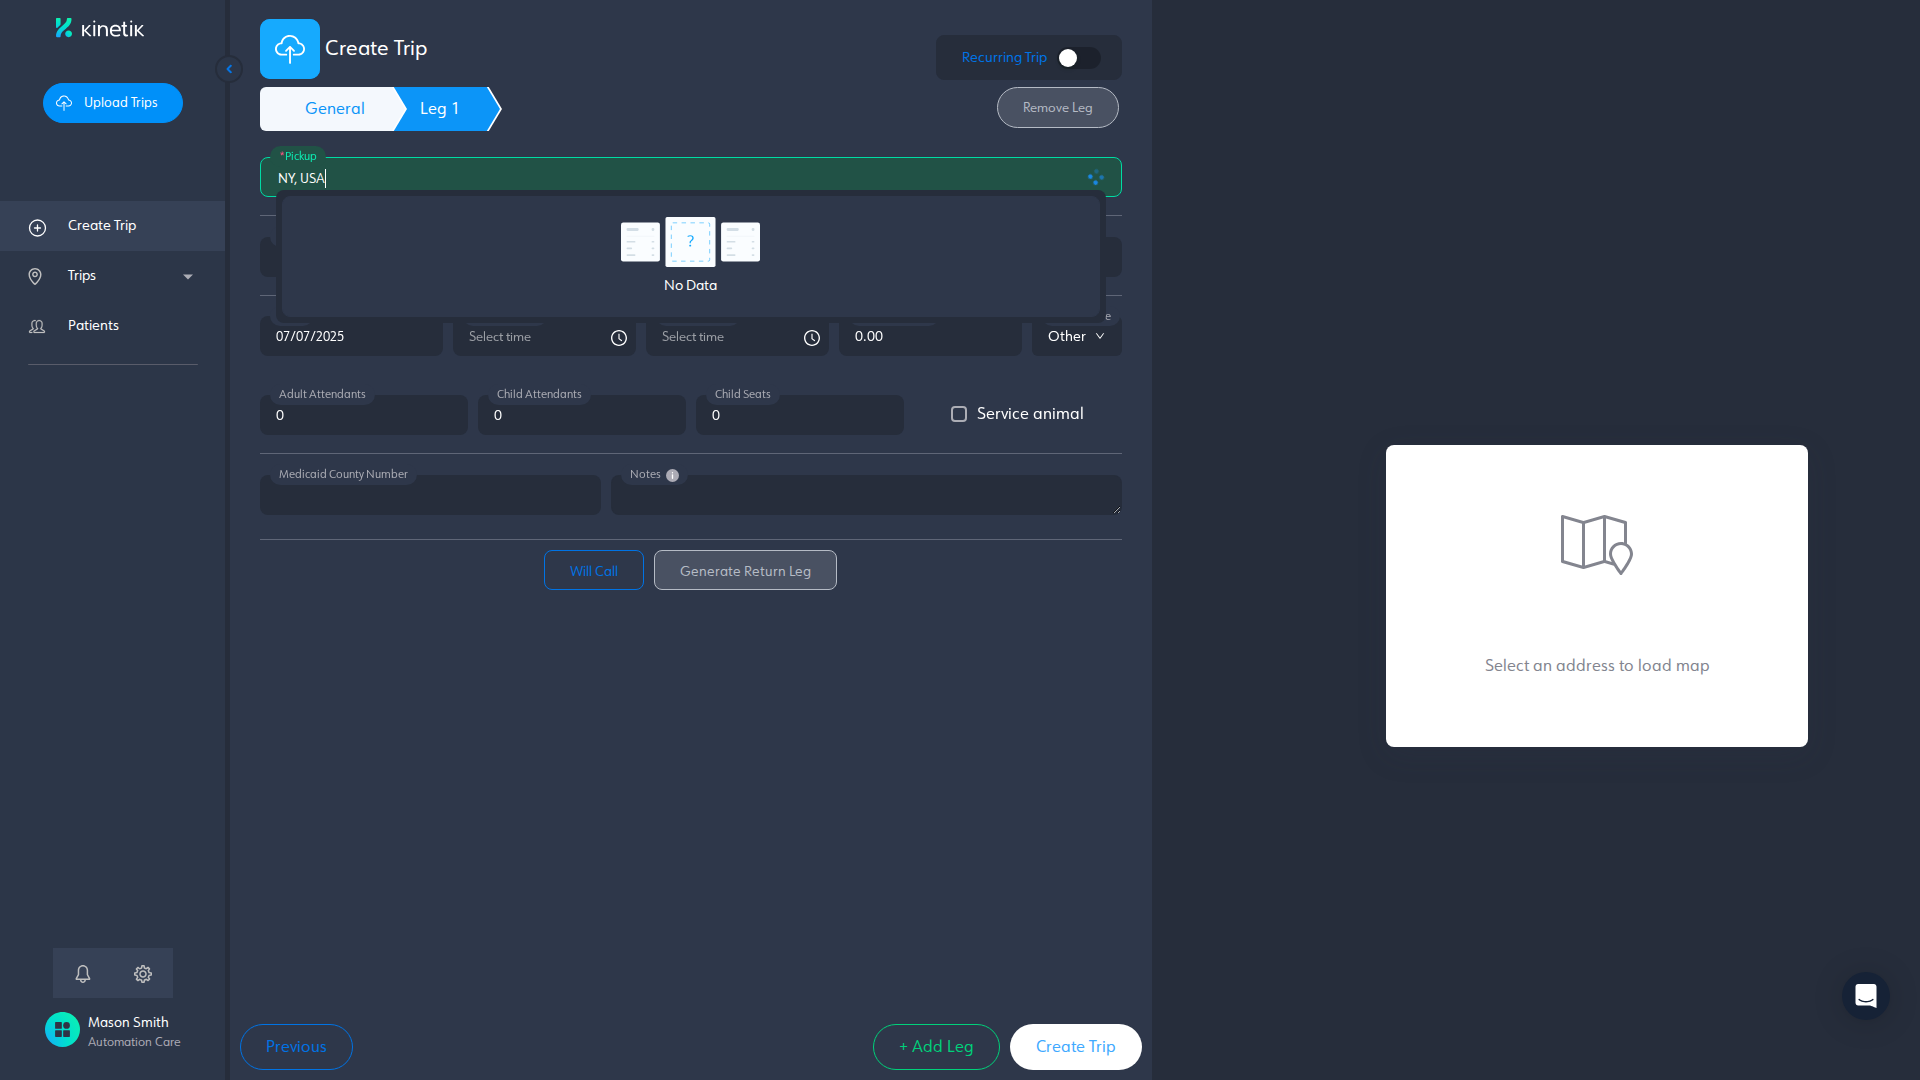 kinetik
Upload Trips
Create Trip
Trips
Patients
Mason Smith
Automation Care
Create Trip
Recurring Trip
General
Leg 1
Remove Leg
*Pickup
NY, USA
?
No Data
e
07/07/2025
Select time
Select time
0.00
Other
Adult Attendants
0
Child Attendants
0
Child Seats
0
Service animal
Medicaid County Number
Notes
Will Call
Generate Return Leg
Previous
+ Add Leg
Create Trip
Select an address to load map